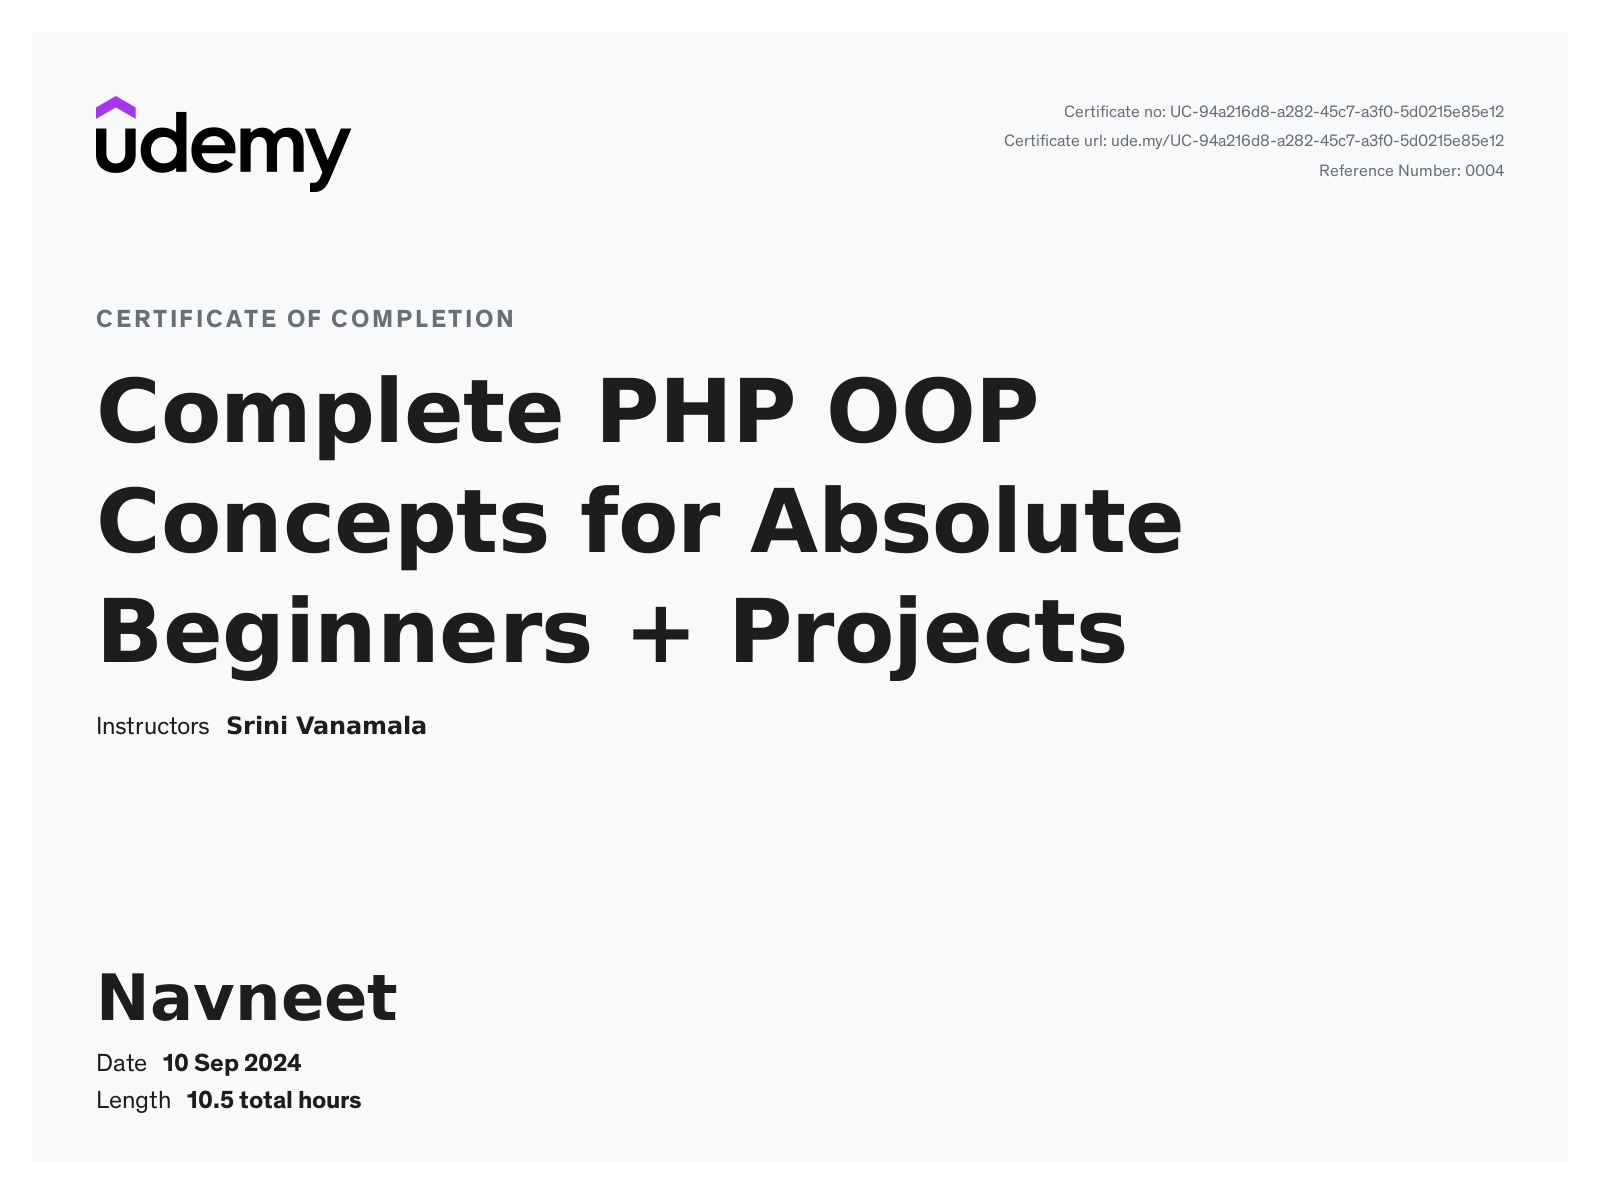 udemy
Certificate no: UC-94a216d8-a282-45c7-a3f0-5d0215e85e12
Certificate url: ude.my/UC-94a216d8-a282-45c7-a3f0-5d0215e85e12
Reference Number: 0004
CERTIFICATE OF COMPLETION
Complete PHP OOP
Concepts for Absolute
Beginners + Projects
Instructors Srini Vanamala
Navneet
Date 10 Sep 2024
Length 10.5 total hours